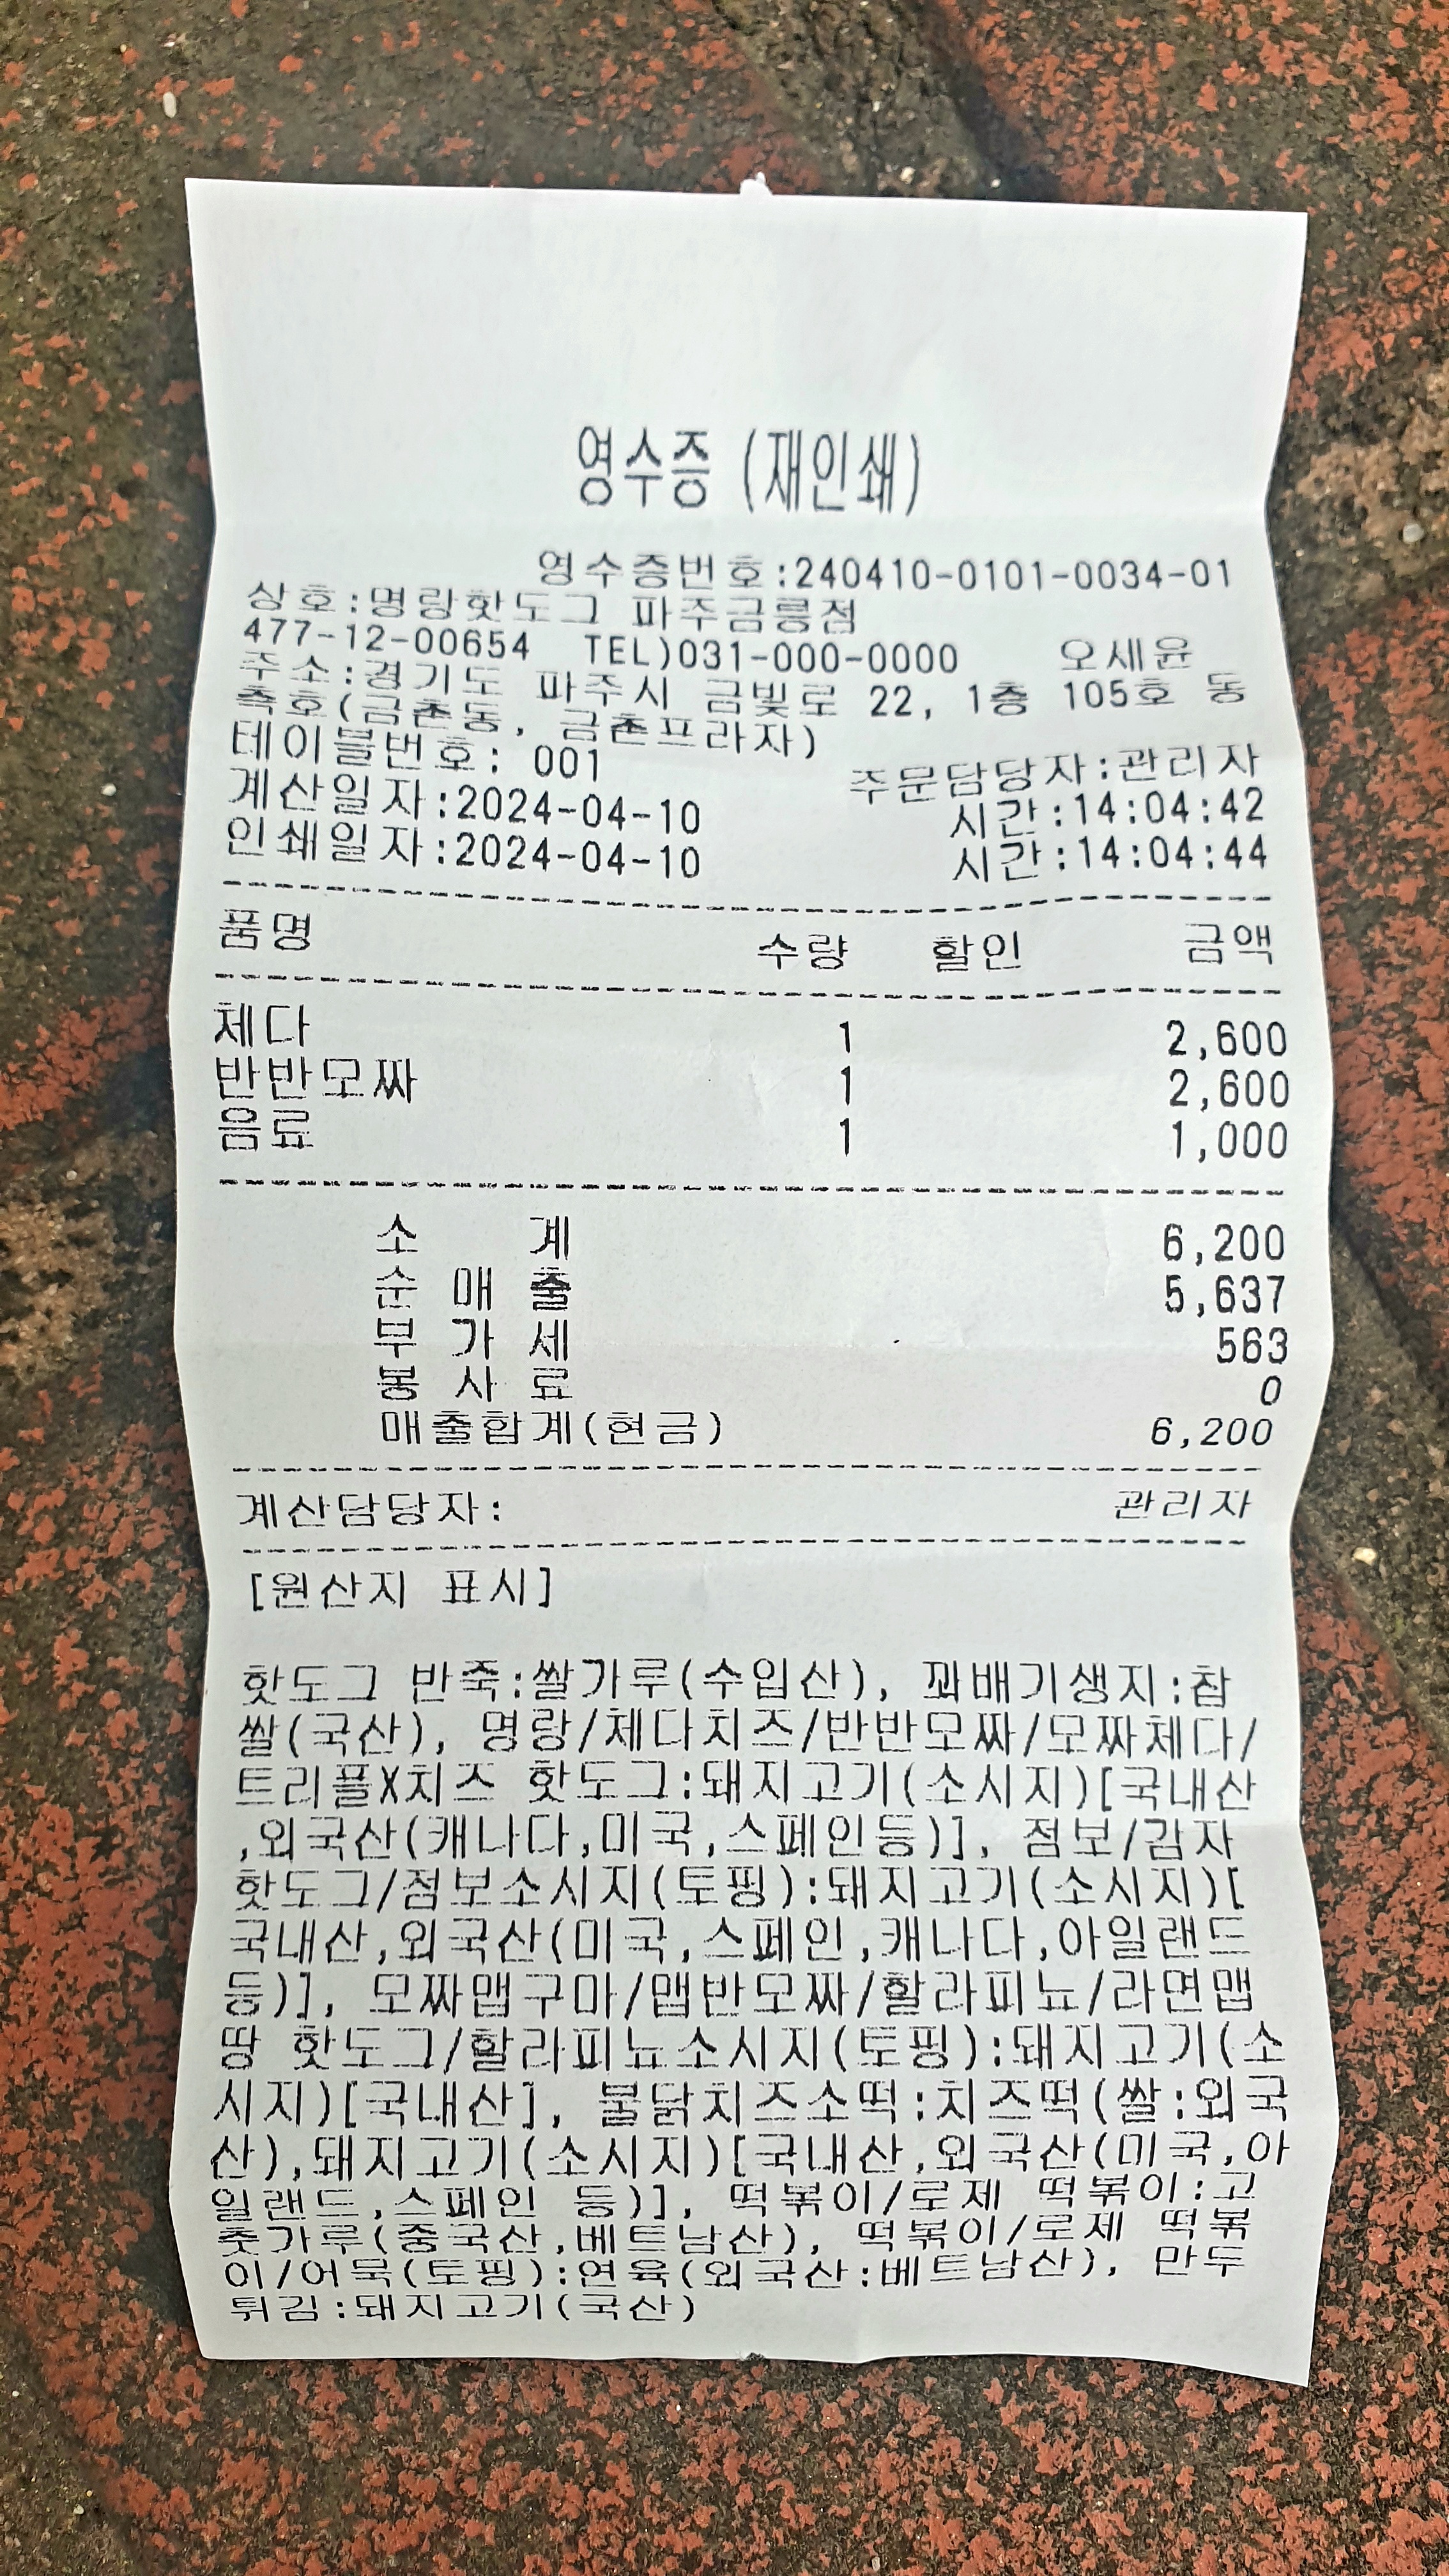 영수증 (재인쇄)
영수증번호:240410-0101-0034-01
상호:명랑핫도그 파주금릉점
477-12-00654 TEL)031-000-0000 오세윤
주소:경기도 파주시 금빛로 22, 1층 105호 동
측호(금촌동, 금촌프라자)
테이블번호: 001 주문담당자:관리자
계산일자:2024-04-10 시간:14:04:42
인쇄일자:2024-04-10 시간:14:04:44
품명 수량 할인 금액
체다 1 2,600
반반모짜 1 2,600
음료 1 1,000
소 계 6,200
순 매 출 5,637
부 가 세 563
봉 사 료 0
매출합계(현금) 6,200
계산담당자: 관리자
[원산지 표시]
핫도그 반죽:쌀가루(수입산), 꽈배기생지:찹
쌀(국산), 명랑/체다치즈/반반모짜/모짜체다/
트리플X치즈 핫도그:돼지고기(소시지)[국내산
,외국산(캐나다,미국,스페인등)], 점보/감자
핫도그/점보소시지(토핑):돼지고기(소시지)[
국내산,외국산(미국,스페인,캐나다,아일랜드
등)], 모짜맵구마/맵반모짜/할라피뇨/라면맵
땅 핫도그/할라피뇨소시지(토핑):돼지고기(소
시지)[국내산], 불닭치즈소떡:치즈떡(쌀:외국
산),돼지고기(소시지)[국내산,외국산(미국,아
일랜드,스페인 등)], 떡볶이/로제 떡볶이:고
춧가루(중국산,베트남산), 떡볶이/로제 떡볶
이/어묵(토핑):연육(외국산:베트남산), 만두
튀김:돼지고기(국산)